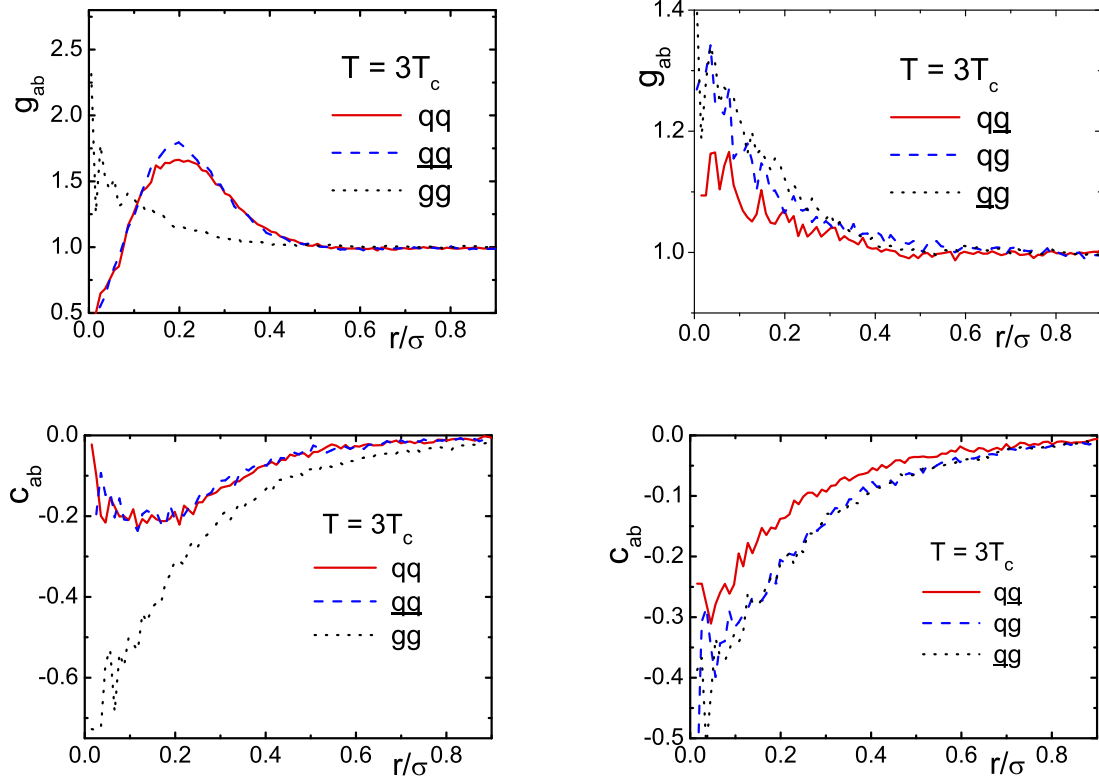 2.5
2.0
1.5
1.0
0.5
g_ab
T = 3T_c
qq
qq
gg
0.0 0.2 0.4 0.6 0.8
r/σ
1.4
1.2
1.0
g_ab
T = 3T_c
qq
qg
qg
0.0 0.2 0.4 0.6 0.8
r/σ
0.0
-0.2
-0.4
-0.6
c_ab
T = 3T_c
qq
qq
gg
0.0 0.2 0.4 0.6 0.8
r/σ
0.0
-0.1
-0.2
-0.3
-0.4
-0.5
c_ab
T = 3T_c
qq
qg
qg
0.0 0.2 0.4 0.6 0.8
r/σ